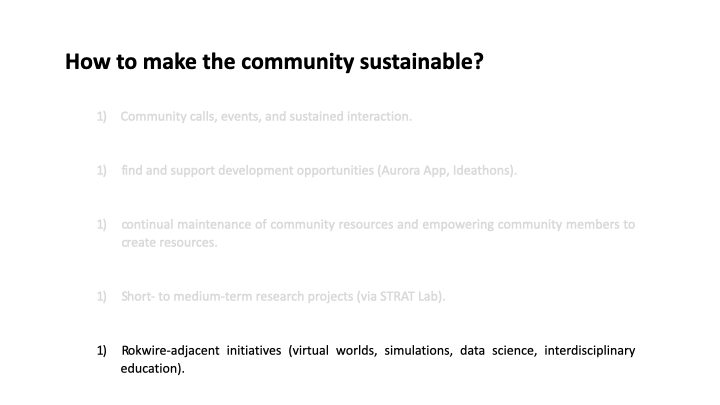 How to make the community sustainable?
1) Community calls, events, and sustained interaction.
1) find and support development opportunities (Aurora App, Ideathons).
1) continual maintenance of community resources and empowering community members to
create resources.
1) Short- to medium-term research projects (via STRAT Lab).
1) Rokwire-adjacent initiatives (virtual worlds, simulations, data science, interdisciplinary
education).